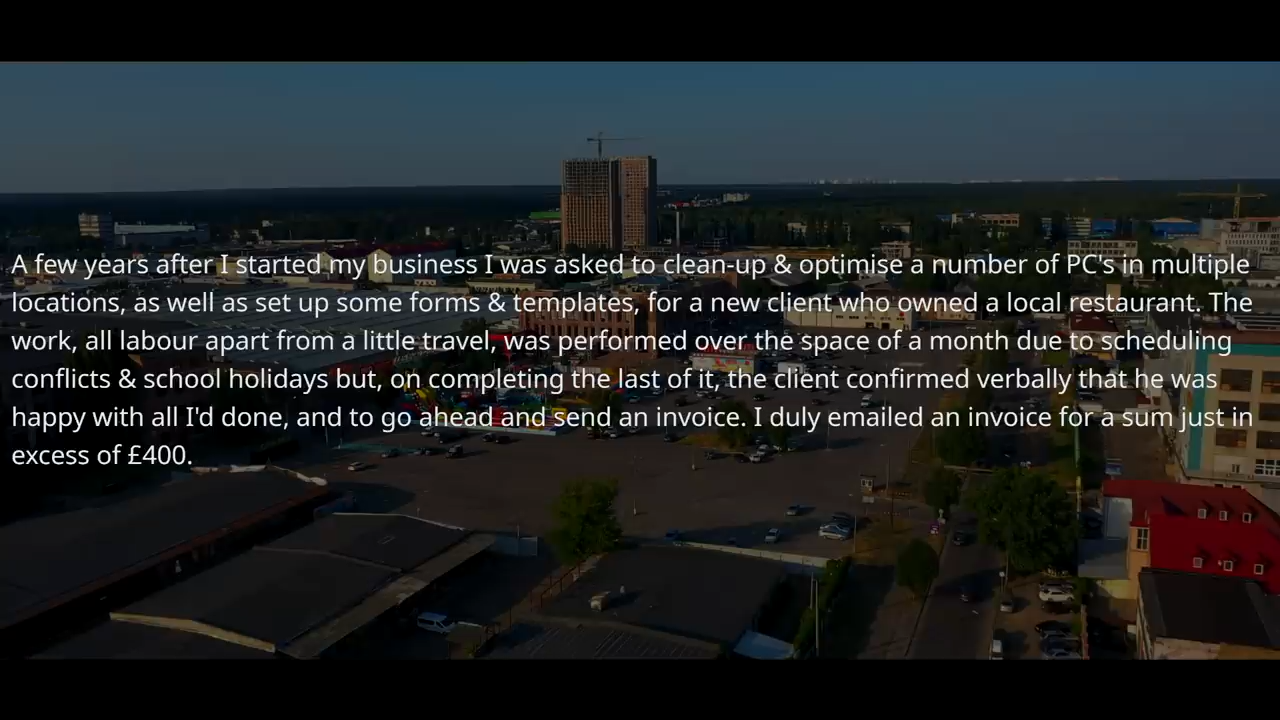 A few years after I started my business I was asked to clean-up & optimise a number of PC's in multiple
locations, as well as set up some forms & templates, for a new client who owned a local restaurant. The
work, all labour apart from a little travel, was performed over the space of a month due to scheduling
conflicts & school holidays but, on completing the last of it, the client confirmed verbally that he was
happy with all I'd done, and to go ahead and send an invoice. I duly emailed an invoice for a sum just in
excess of £400.